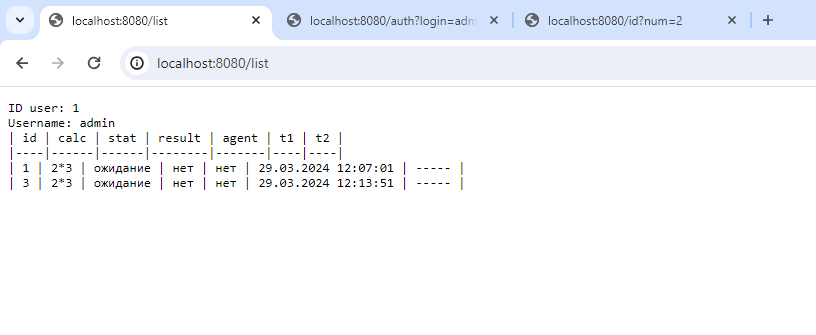 localhost:8080/list
localhost:8080/auth?login=adm
localhost:8080/id?num=2
localhost:8080/list
ID user: 1
Username: admin
| id | calc | stat | result | agent | t1 | t2 |
|----|------|------|--------|-------|----|----|
| 1 | 2*3 | ожидание | нет | нет | 29.03.2024 12:07:01 | ----- |
| 3 | 2*3 | ожидание | нет | нет | 29.03.2024 12:13:51 | ----- |